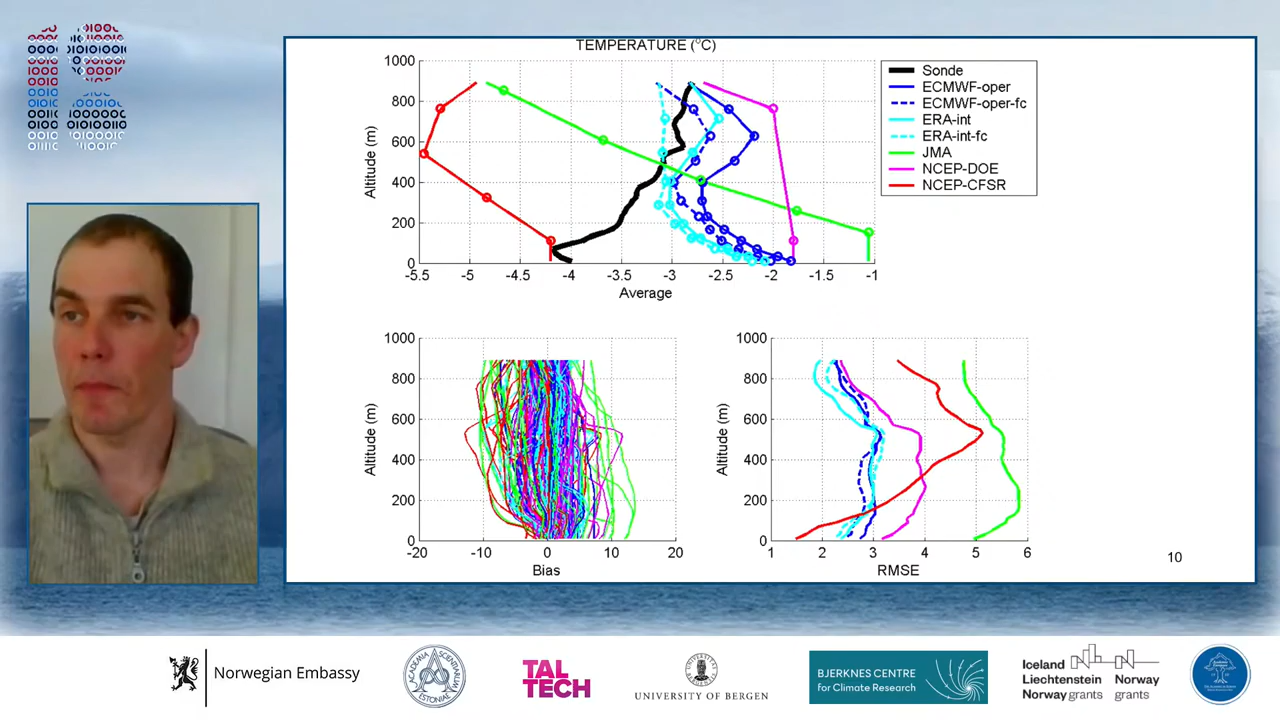 TEMPERATURE (°C)
1000
800
600
400
200
0
Altitude (m)
-5.5
-5
-4.5
-4
-3.5
-3
-2.5
-2
-1.5
-1
Average
Sonde
ECMWF-oper
ECMWF-oper-fc
ERA-int
ERA-int-fc
JMA
NCEP-DOE
NCEP-CFSR
1000
800
600
400
200
0
Altitude (m)
-20
-10
0
10
20
Bias
1000
800
600
400
200
0
Altitude (m)
1
2
3
4
5
6
RMSE
10
Norwegian Embassy
TAL
TECH
UNIVERSITY OF BERGEN
BJERKNES CENTRE
for Climate Research
Iceland
Liechtenstein
Norway grants
Norway
grants